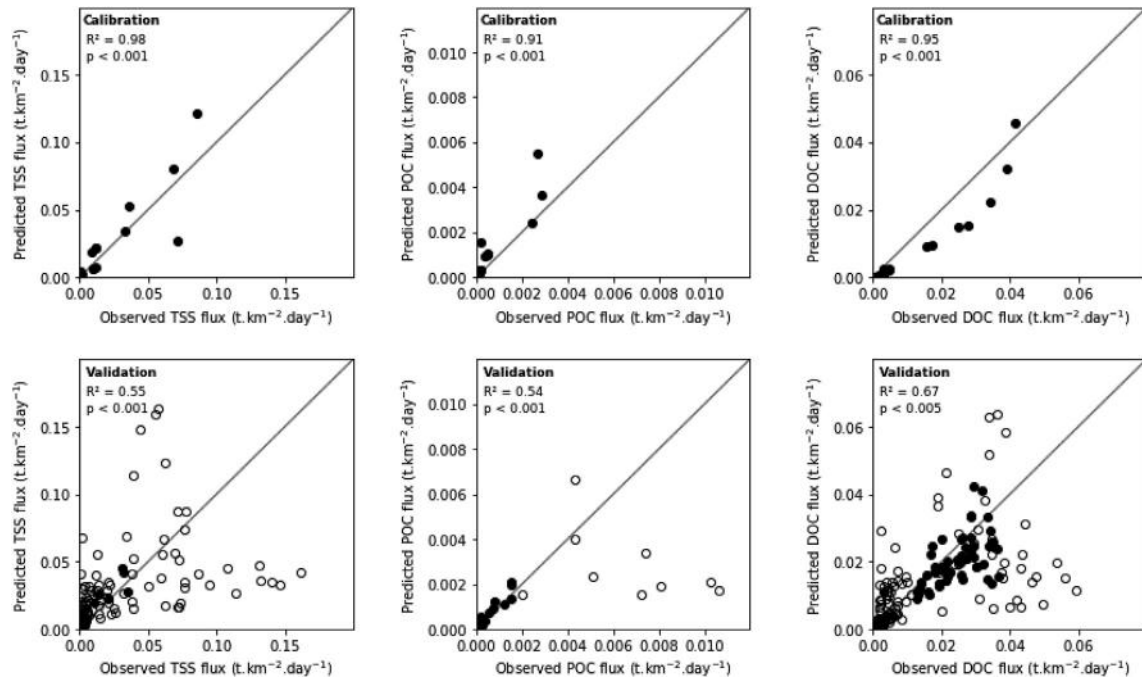 Calibration
R² = 0.98
p < 0.001
Predicted TSS flux (t.km⁻².day⁻¹)
0.15
0.10
0.05
0.00
0.00 0.05 0.10 0.15
Observed TSS flux (t.km⁻².day⁻¹)
Calibration
R² = 0.91
p < 0.001
Predicted POC flux (t.km⁻².day⁻¹)
0.010
0.008
0.006
0.004
0.002
0.000
0.000 0.002 0.004 0.006 0.008 0.010
Observed POC flux (t.km⁻².day⁻¹)
Calibration
R² = 0.95
p < 0.001
Predicted DOC flux (t.km⁻².day⁻¹)
0.06
0.04
0.02
0.00
0.00 0.02 0.04 0.06
Observed DOC flux (t.km⁻².day⁻¹)
Validation
R² = 0.55
p < 0.001
Predicted TSS flux (t.km⁻².day⁻¹)
0.15
0.10
0.05
0.00
0.00 0.05 0.10 0.15
Observed TSS flux (t.km⁻².day⁻¹)
Validation
R² = 0.54
p < 0.001
Predicted POC flux (t.km⁻².day⁻¹)
0.010
0.008
0.006
0.004
0.002
0.000
0.000 0.002 0.004 0.006 0.008 0.010
Observed POC flux (t.km⁻².day⁻¹)
Validation
R² = 0.67
p < 0.005
Predicted DOC flux (t.km⁻².day⁻¹)
0.06
0.04
0.02
0.00
0.00 0.02 0.04 0.06
Observed DOC flux (t.km⁻².day⁻¹)